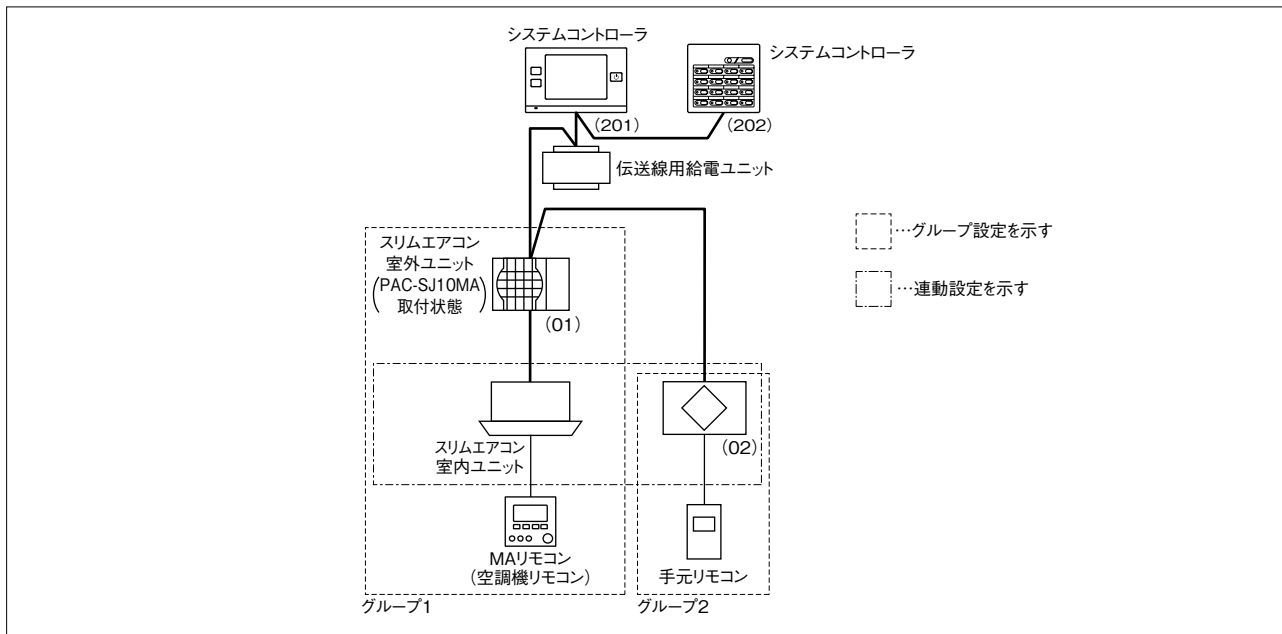 システムコントローラ
システムコントローラ
(201)
(202)
伝送線用給電ユニット
スリムエアコン
室外ユニット
(PAC-SJ10MA
取付状態)
(01)
…グループ設定を示す
…連動設定を示す
スリムエアコン
室内ユニット
(02)
MAリモコン
(空調機リモコン)
手元リモコン
グループ1
グループ2